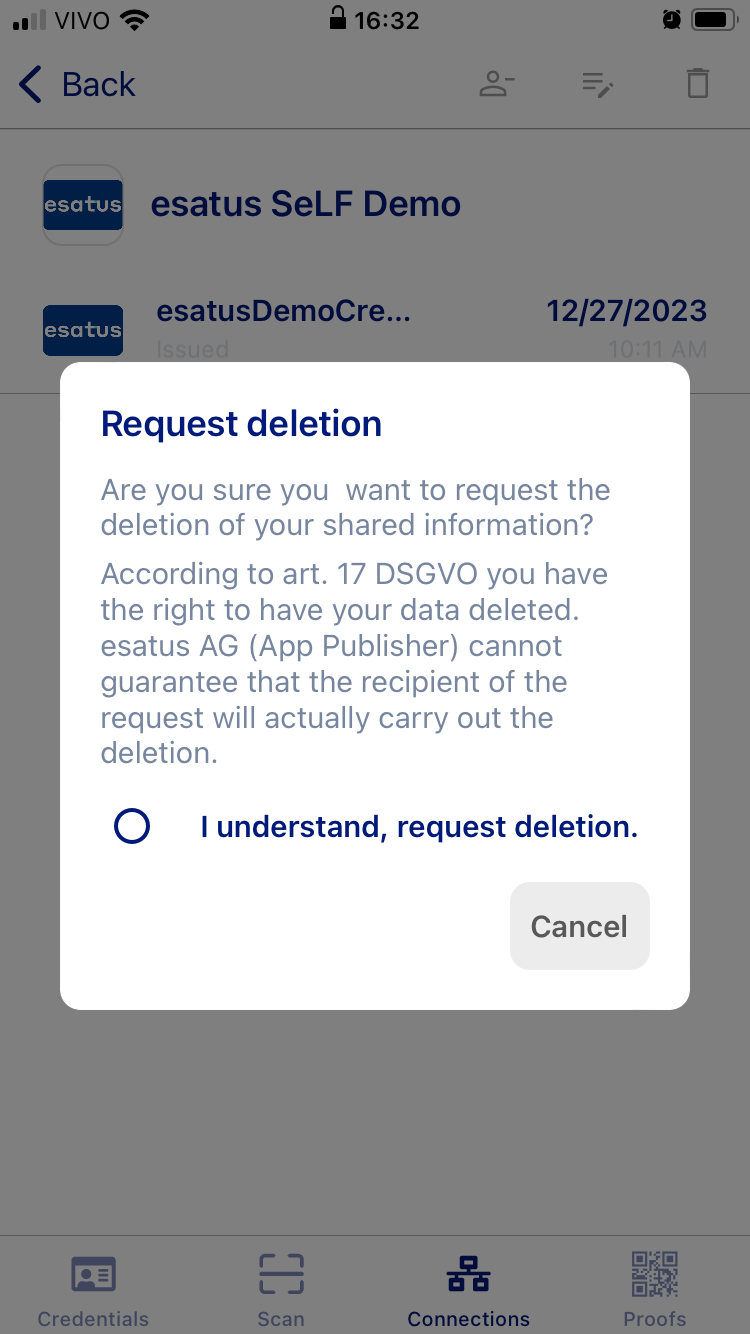 VIVO 16:32
Back
esatus esatus SeLF Demo
esatus esatusDemoCre... 12/27/2023
Issued 10:11 AM
Request deletion
Are you sure you  want to request the
deletion of your shared information?
According to art. 17 DSGVO you have
the right to have your data deleted.
esatus AG (App Publisher) cannot
guarantee that the recipient of the
request will actually carry out the
deletion.
I understand, request deletion.
Cancel
Credentials Scan Connections Proofs